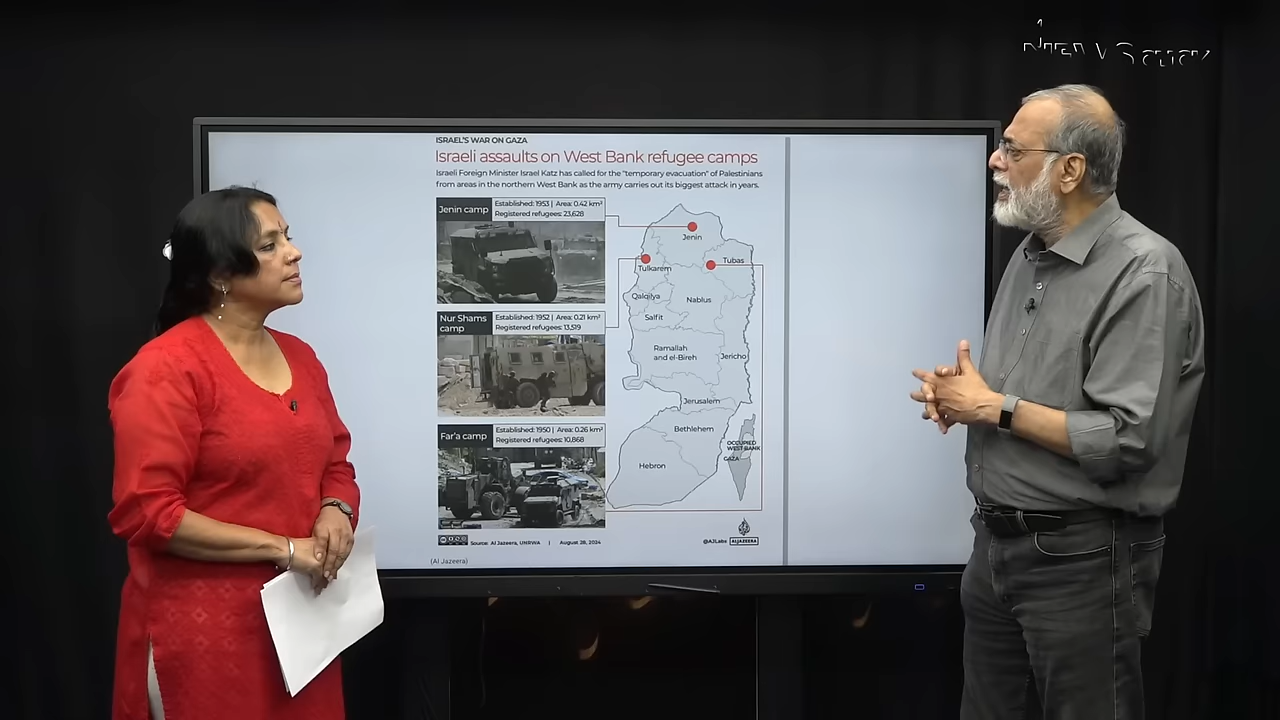 ISRAEL'S WAR ON GAZA
Israeli assaults on West Bank refugee camps
Israeli Foreign Minister Israel Katz has called for the "temporary evacuation" of Palestinians
from areas in the northern West Bank as the army carries out its biggest attack in years.
Jenin camp
Established: 1953 | Area: 0.42 km²
Registered refugees: 23,628
Nur Shams
camp
Established: 1952 | Area: 0.21 km²
Registered refugees: 13,519
Far'a camp
Established: 1950 | Area: 0.26 km²
Registered refugees: 10,868
Jenin
Tubas
Tulkarem
Qalqilya
Nablus
Salfit
Ramallah
and el-Bireh
Jericho
Jerusalem
Bethlehem
Hebron
OCCUPIED
WEST BANK
GAZA
Source: Al Jazeera, UNRWA | August 28, 2024
@AJLabs
ALJAZEERA
(Al Jazeera)